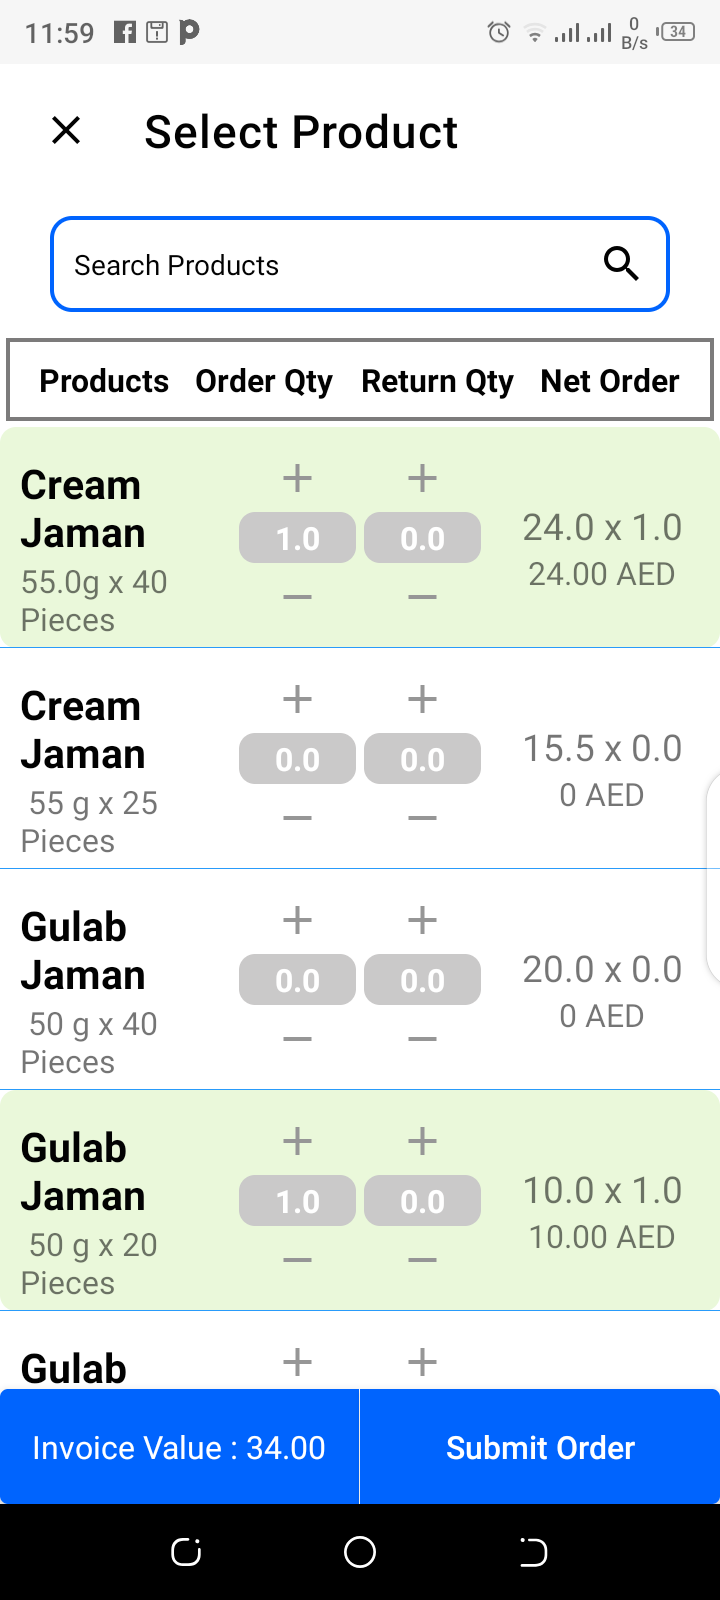 11:59
0
B/s
34
Select Product
Search Products
Products Order Qty Return Qty Net Order
Cream
Jaman
55.0g x 40
Pieces
+ +
1.0 0.0
— —
24.0 x 1.0
24.00 AED
Cream
Jaman
55 g x 25
Pieces
+ +
0.0 0.0
— —
15.5 x 0.0
0 AED
Gulab
Jaman
50 g x 40
Pieces
+ +
0.0 0.0
— —
20.0 x 0.0
0 AED
Gulab
Jaman
50 g x 20
Pieces
+ +
1.0 0.0
— —
10.0 x 1.0
10.00 AED
Gulab
+ +
Invoice Value : 34.00
Submit Order